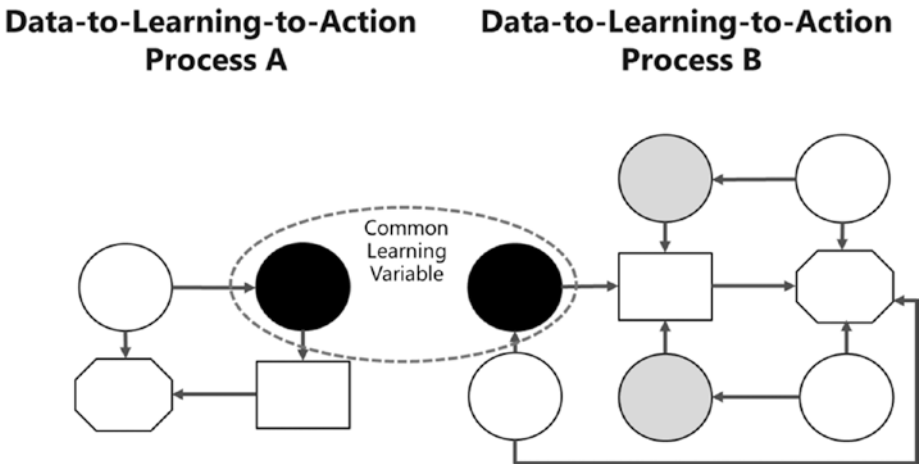 Data-to-Learning-to-Action
Process A
Data-to-Learning-to-Action
Process B
Common
Learning
Variable